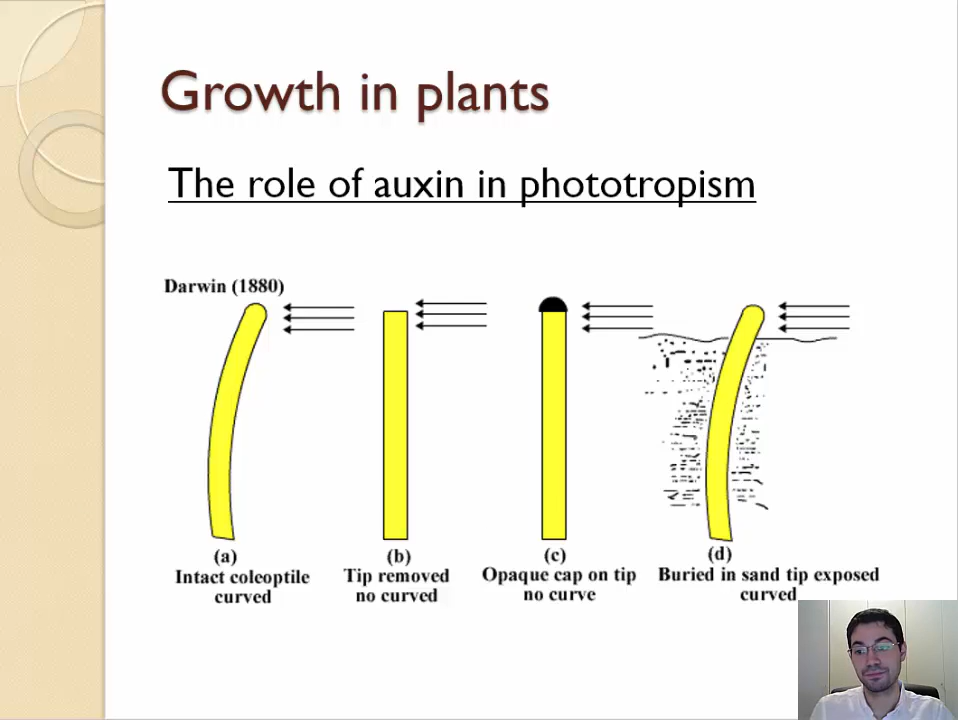 Growth in plants
The role of auxin in phototropism
Darwin (1880)
(a)
Intact coleoptile
curved
(b)
Tip removed
no curved
(c)
Opaque cap on tip
no curve
(d)
Buried in sand tip exposed
curved